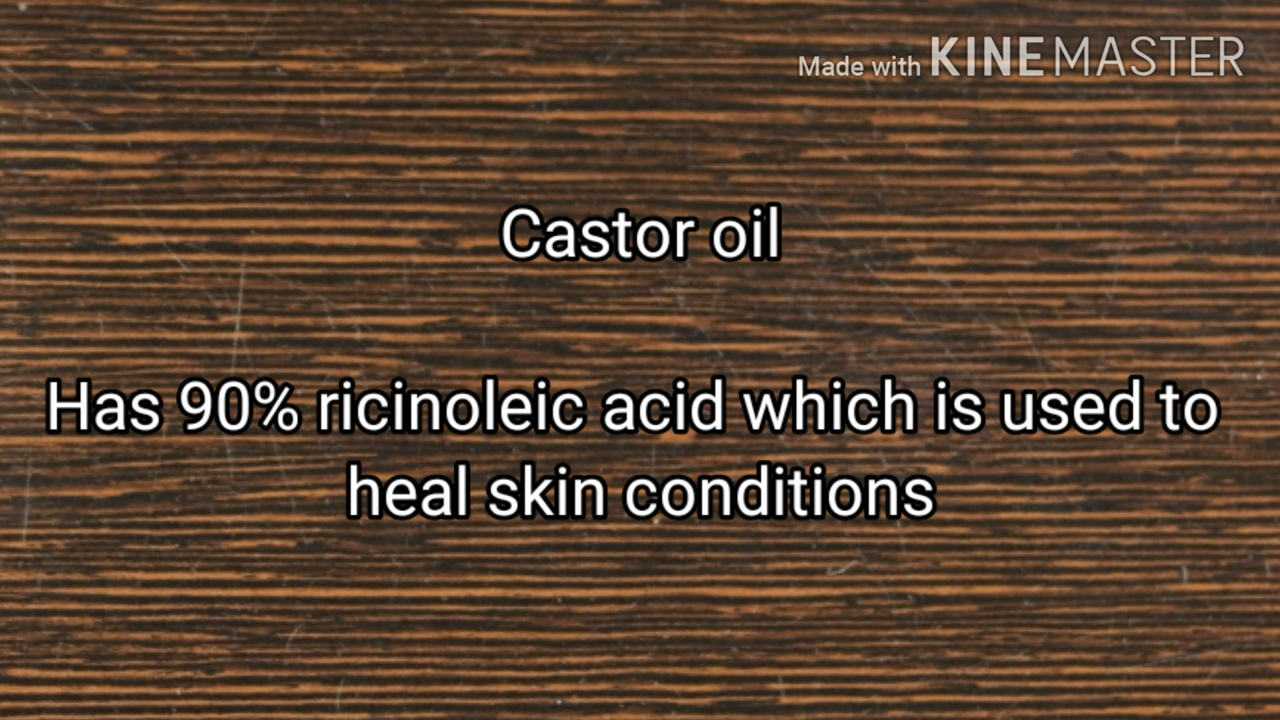 Made with KINEMASTER
Castor oil
Has 90% ricinoleic acid which is used to
heal skin conditions